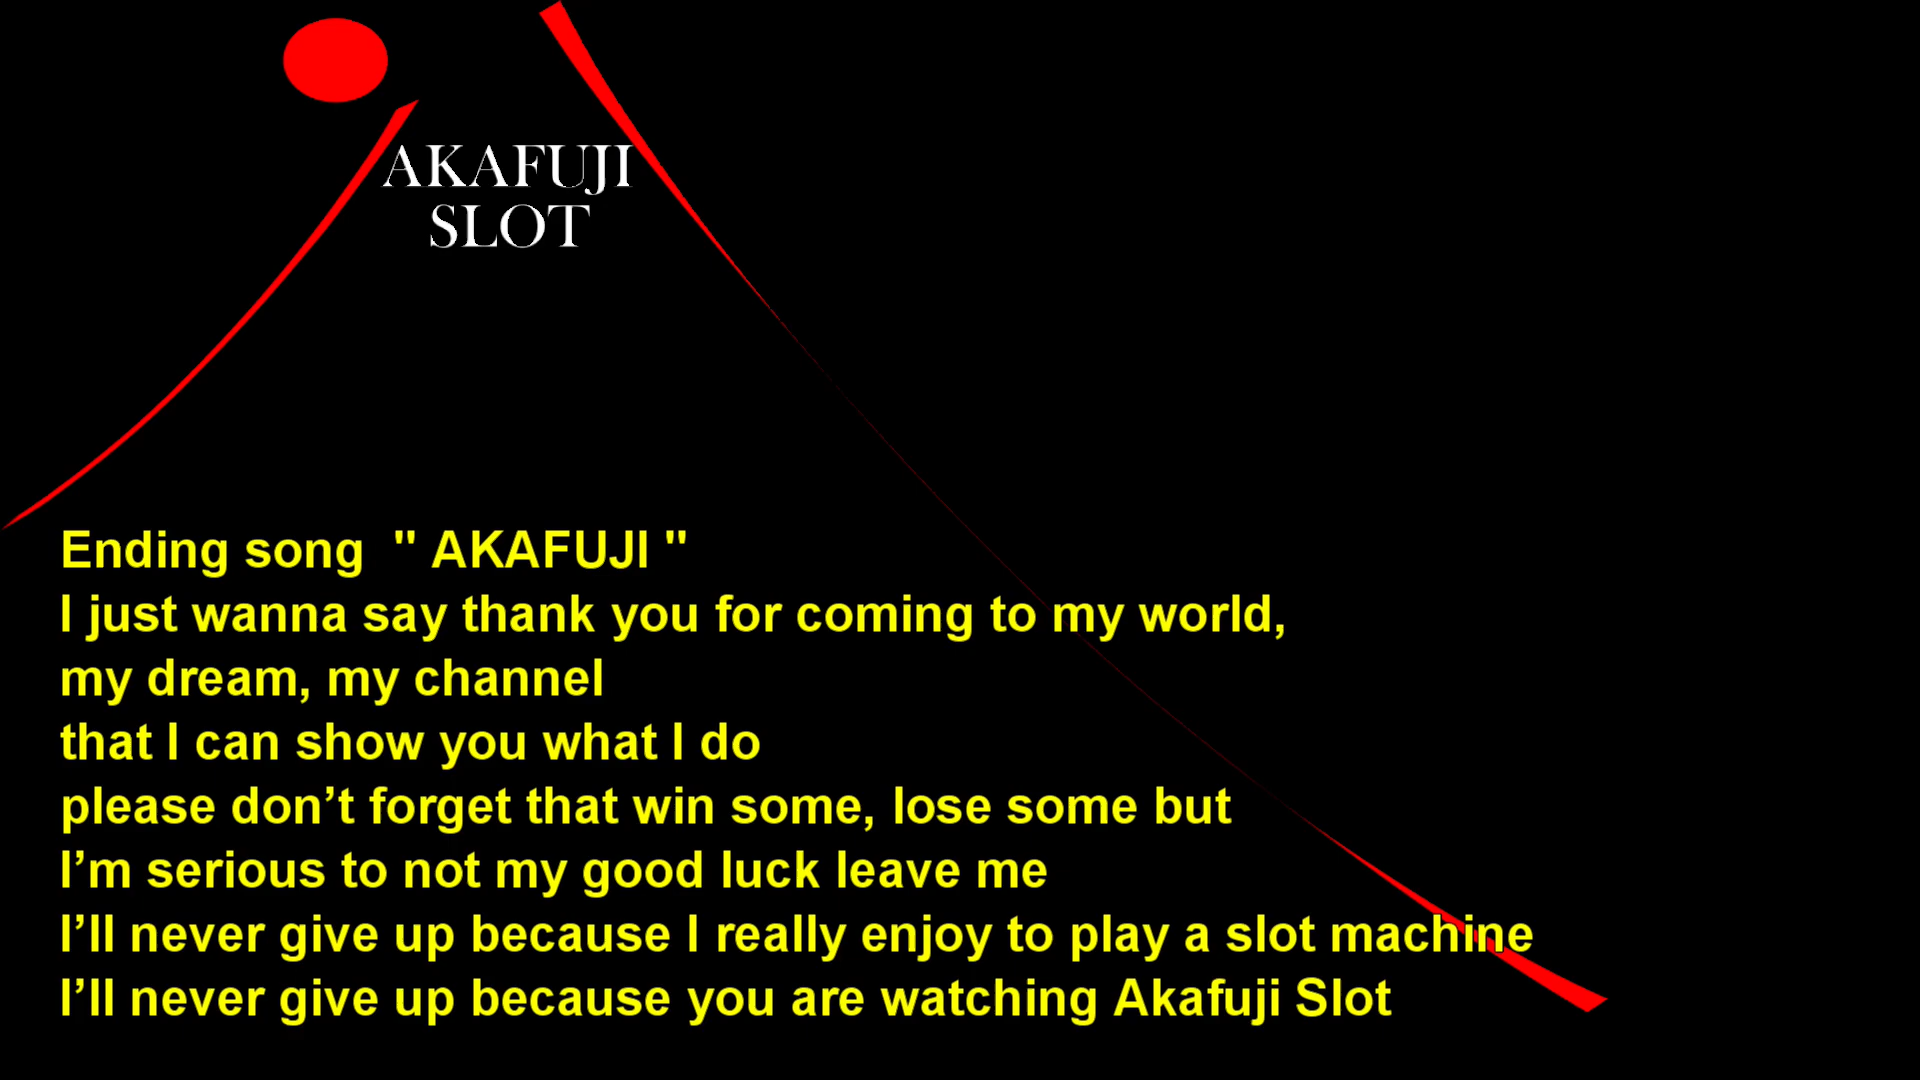 AKAFUJI
SLOT
Ending song  " AKAFUJI "
I just wanna say thank you for coming to my world,
my dream, my channel
that I can show you what I do
please don’t forget that win some, lose some but
I’m serious to not my good luck leave me
I’ll never give up because I really enjoy to play a slot machine
I’ll never give up because you are watching Akafuji Slot